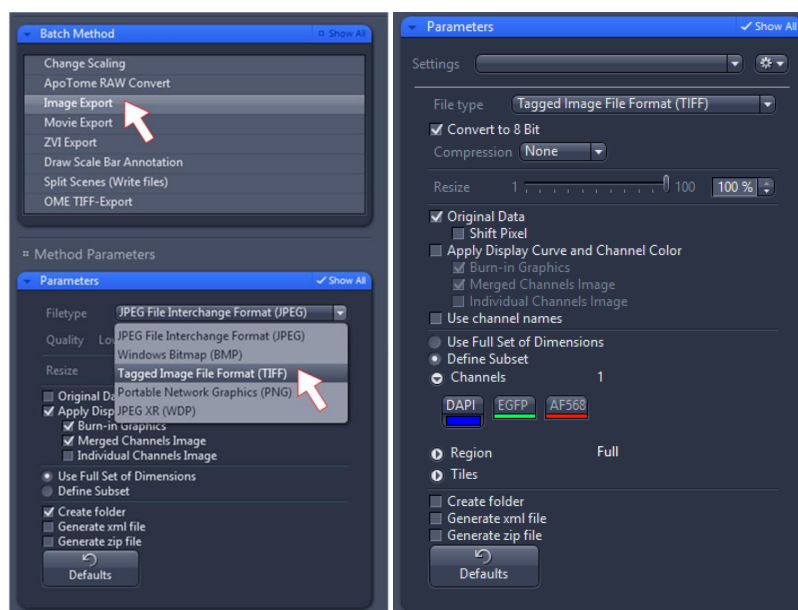 Batch Method
Show All
Change Scaling
ApoTome RAW Convert
Image Export
Movie Export
ZVI Export
Draw Scale Bar Annotation
Split Scenes (Write files)
OME TIFF-Export
Method Parameters
Parameters
Show All
Filetype JPEG File Interchange Format (JPEG)
Quality Lo
JPEG File Interchange Format (JPEG)
Windows Bitmap (BMP)
Resize
Tagged Image File Format (TIFF)
Portable Network Graphics (PNG)
JPEG XR (WDP)
Original Da
Apply Disp
Burn-in Graphics
Merged Channels Image
Individual Channels Image
Use Full Set of Dimensions
Define Subset
Create folder
Generate xml file
Generate zip file
Defaults
Parameters
Show All
Settings
File type Tagged Image File Format (TIFF)
Convert to 8 Bit
Compression None
Resize 1 100 100 %
Original Data
Shift Pixel
Apply Display Curve and Channel Color
Burn-in Graphics
Merged Channels Image
Individual Channels Image
Use channel names
Use Full Set of Dimensions
Define Subset
Channels 1
DAPI EGFP AF568
Region Full
Tiles
Create folder
Generate xml file
Generate zip file
Defaults